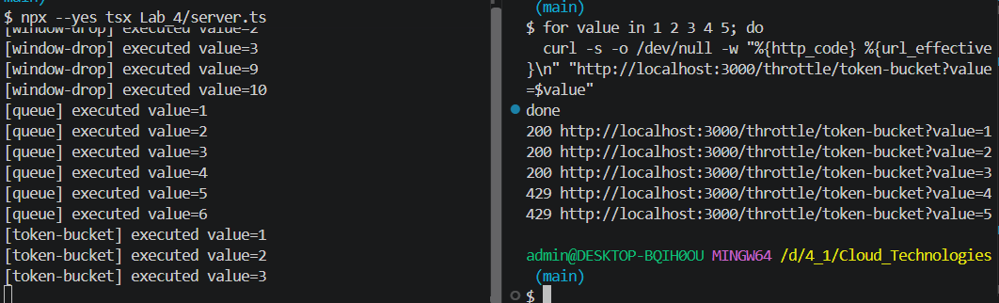 main)
$ npx --yes tsx Lab_4/server.ts
[window-drop] executed value=2
[window-drop] executed value=3
[window-drop] executed value=9
[window-drop] executed value=10
[queue] executed value=1
[queue] executed value=2
[queue] executed value=3
[queue] executed value=4
[queue] executed value=5
[queue] executed value=6
[token-bucket] executed value=1
[token-bucket] executed value=2
[token-bucket] executed value=3
(main)
$ for value in 1 2 3 4 5; do
curl -s -o /dev/null -w "%{http_code} %{url_effective
}\n" "http://localhost:3000/throttle/token-bucket?value
=$value"
done
200 http://localhost:3000/throttle/token-bucket?value=1
200 http://localhost:3000/throttle/token-bucket?value=2
200 http://localhost:3000/throttle/token-bucket?value=3
429 http://localhost:3000/throttle/token-bucket?value=4
429 http://localhost:3000/throttle/token-bucket?value=5
admin@DESKTOP-BQIH0OU MINGW64 /d/4_1/Cloud_Technologies
(main)
$